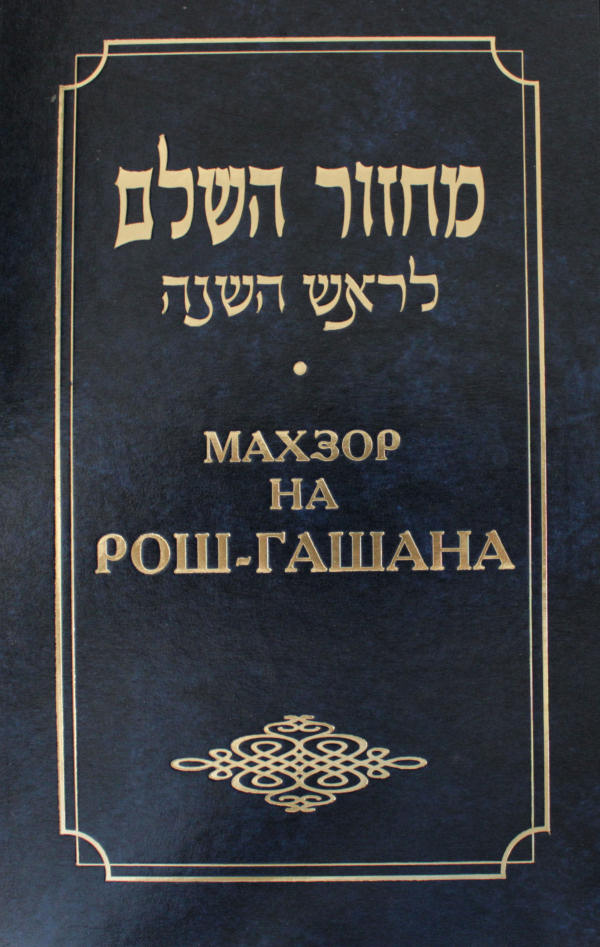 מחזור השלם
לראש השנה
МАХЗОР
НА
РОШ-ГАШАНА